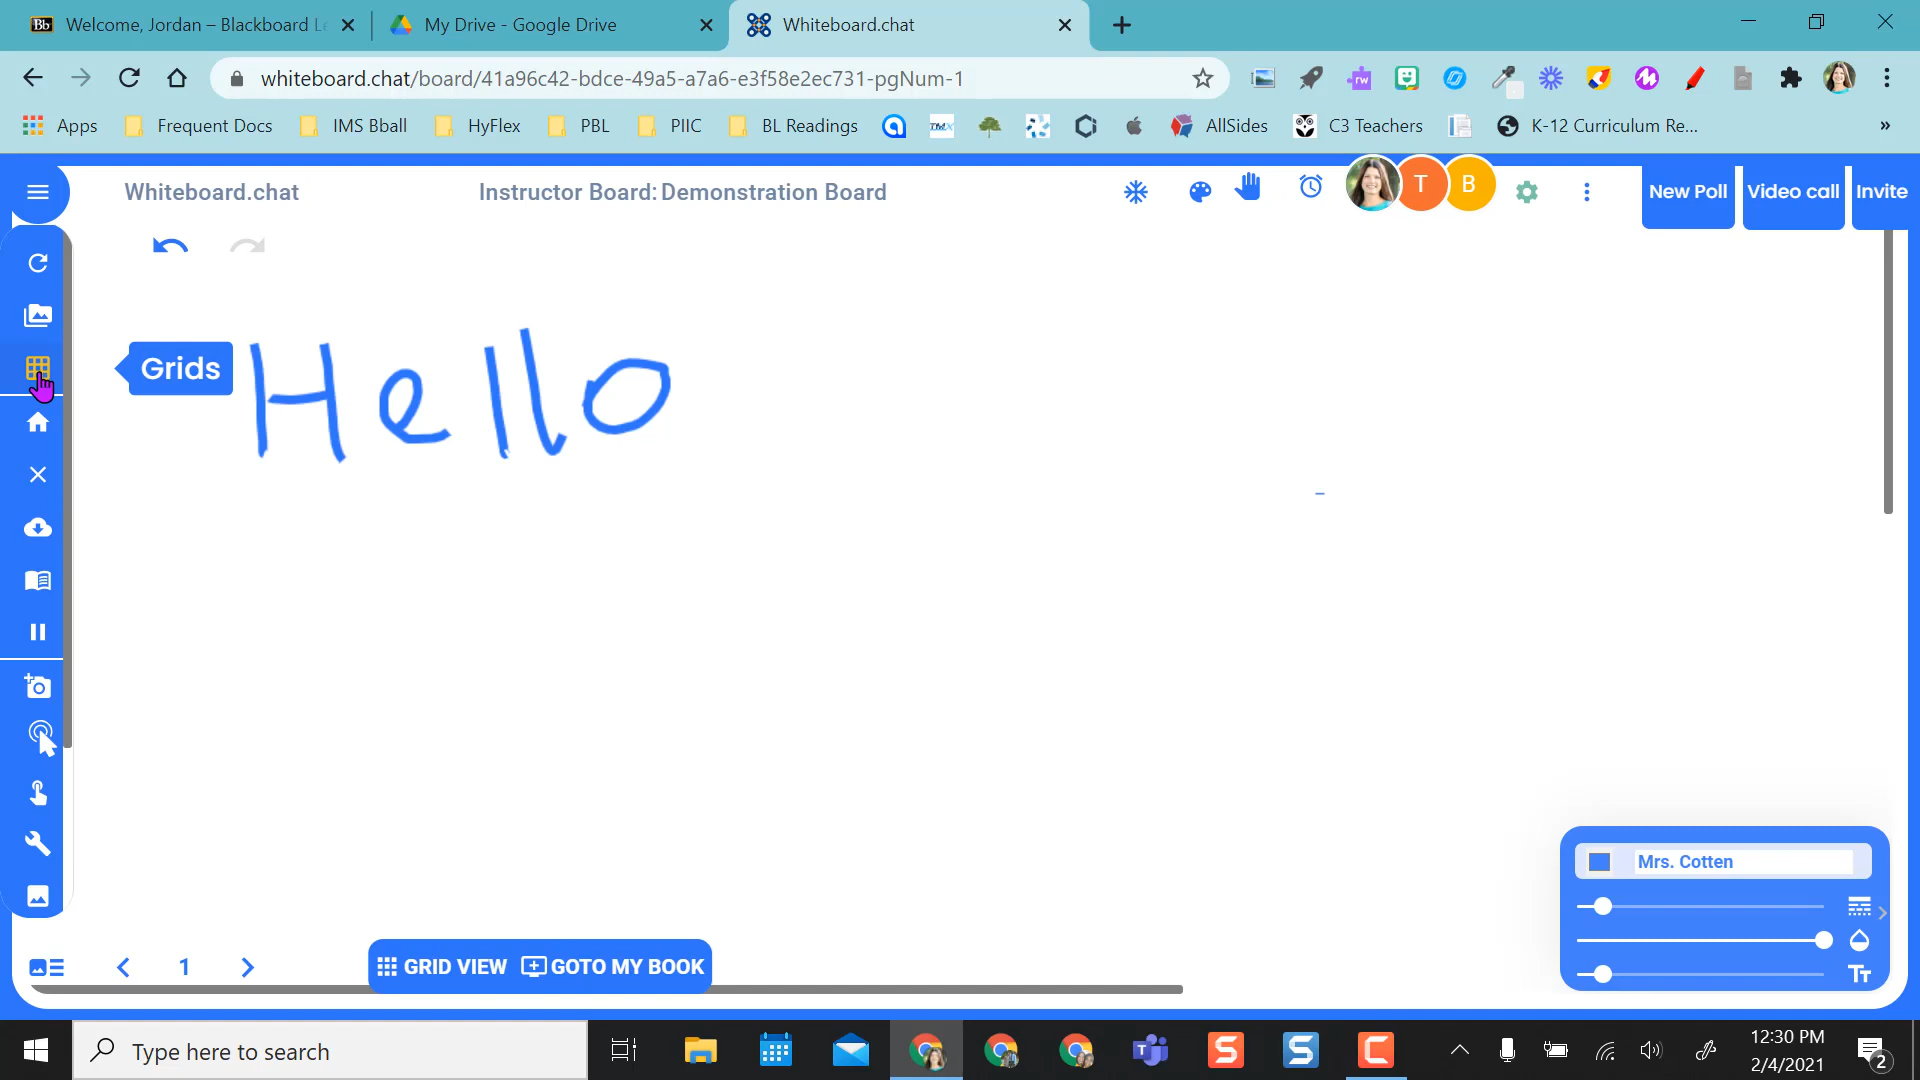 Welcome, Jordan – Blackboard Le
My Drive - Google Drive
Whiteboard.chat
whiteboard.chat/board/41a96c42-bdce-49a5-a7a6-e3f58e2ec731-pgNum-1
Apps Frequent Docs IMS Bball HyFlex PBL PIIC BL Readings AllSides C3 Teachers K-12 Curriculum Re... »
Whiteboard.chat Instructor Board: Demonstration Board T B New Poll Video call Invite
Grids
Hello
Mrs. Cotten
1 GRID VIEW GOTO MY BOOK
Tт
Type here to search
12:30 PM
2/4/2021
2